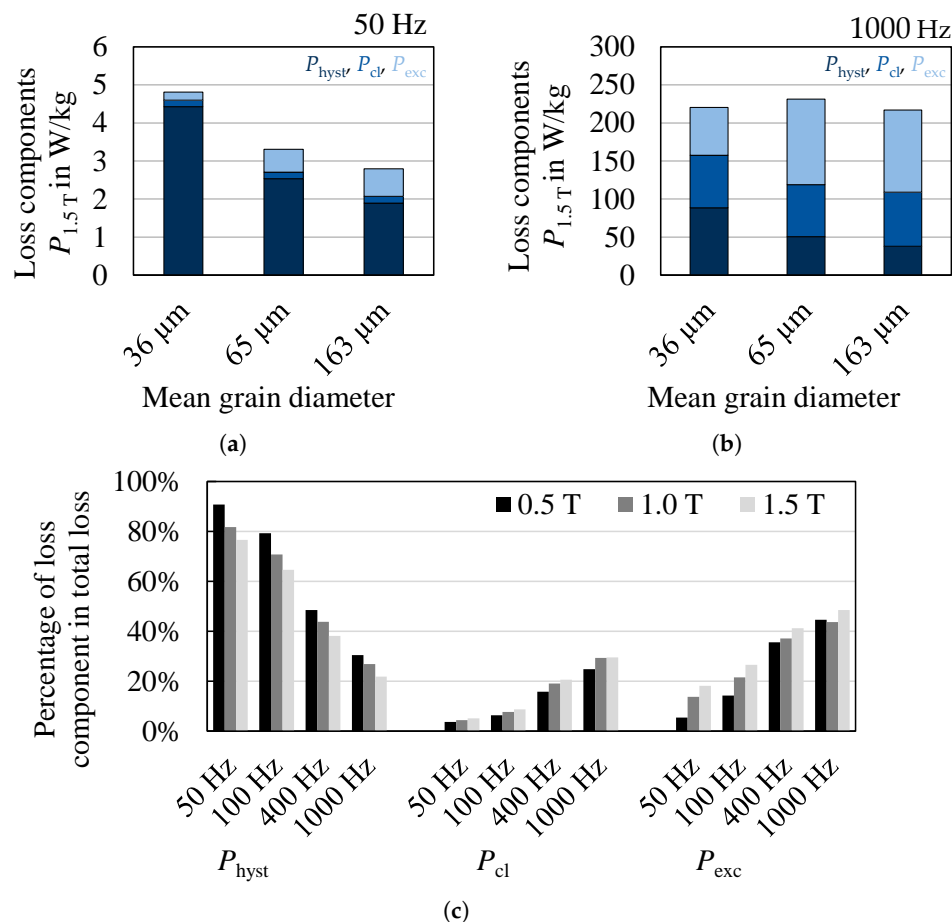 50 Hz
6
5
4
3
2
1
0
Loss components
P1.5 T in W/kg
Physt, Pcl, Pexc
36 µm
65 µm
163 µm
Mean grain diameter
(a)
1000 Hz
300
250
200
150
100
50
0
Loss components
P1.5 T in W/kg
Physt, Pcl, Pexc
36 µm
65 µm
163 µm
Mean grain diameter
(b)
100%
80%
60%
40%
20%
0%
Percentage of loss
component in total loss
0.5 T 1.0 T 1.5 T
50 Hz
100 Hz
400 Hz
1000 Hz
50 Hz
100 Hz
400 Hz
1000 Hz
50 Hz
100 Hz
400 Hz
1000 Hz
Physt Pcl Pexc
(c)